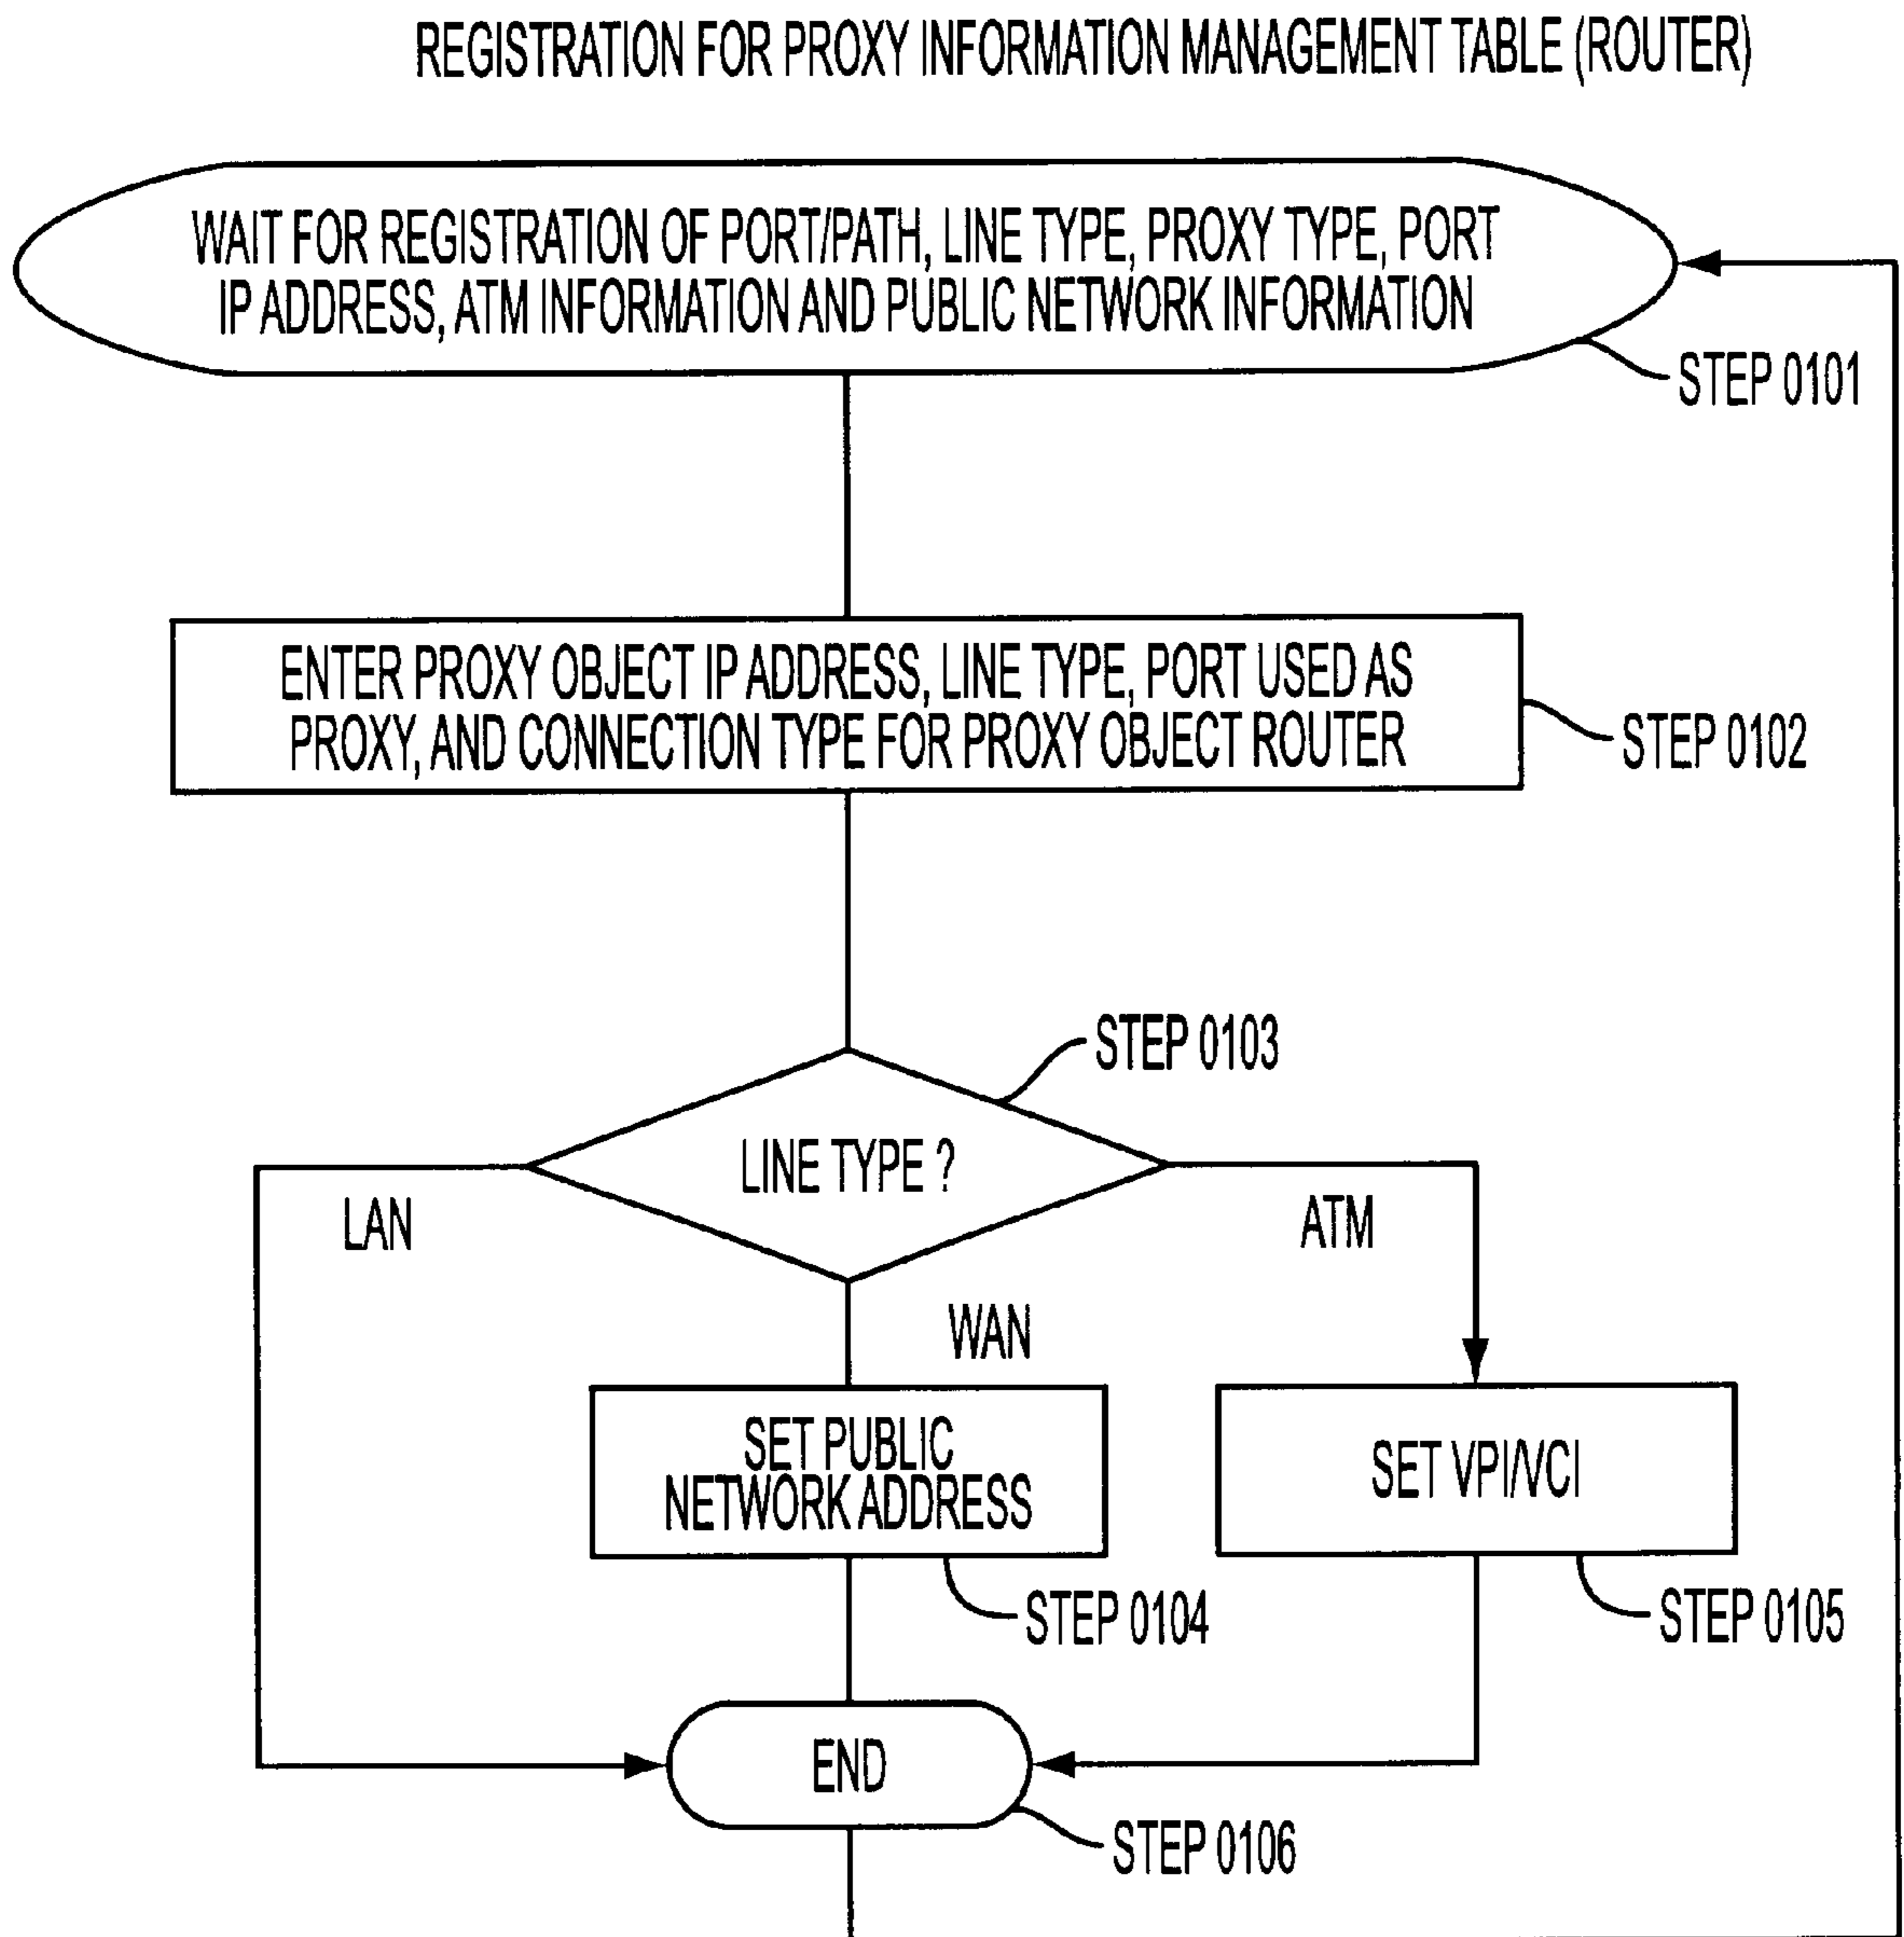 REGISTRATION FOR PROXY INFORMATION MANAGEMENT TABLE (ROUTER)
WAIT FOR REGISTRATION OF PORT/PATH, LINE TYPE, PROXY TYPE, PORT
IP ADDRESS, ATM INFORMATION AND PUBLIC NETWORK INFORMATION
STEP 0101
ENTER PROXY OBJECT IP ADDRESS, LINE TYPE, PORT USED AS
PROXY, AND CONNECTION TYPE FOR PROXY OBJECT ROUTER
STEP 0102
STEP 0103
LINE TYPE ?
LAN
ATM
WAN
SET PUBLIC
NETWORK ADDRESS
SET VPI/VCI
STEP 0104
STEP 0105
END
STEP 0106